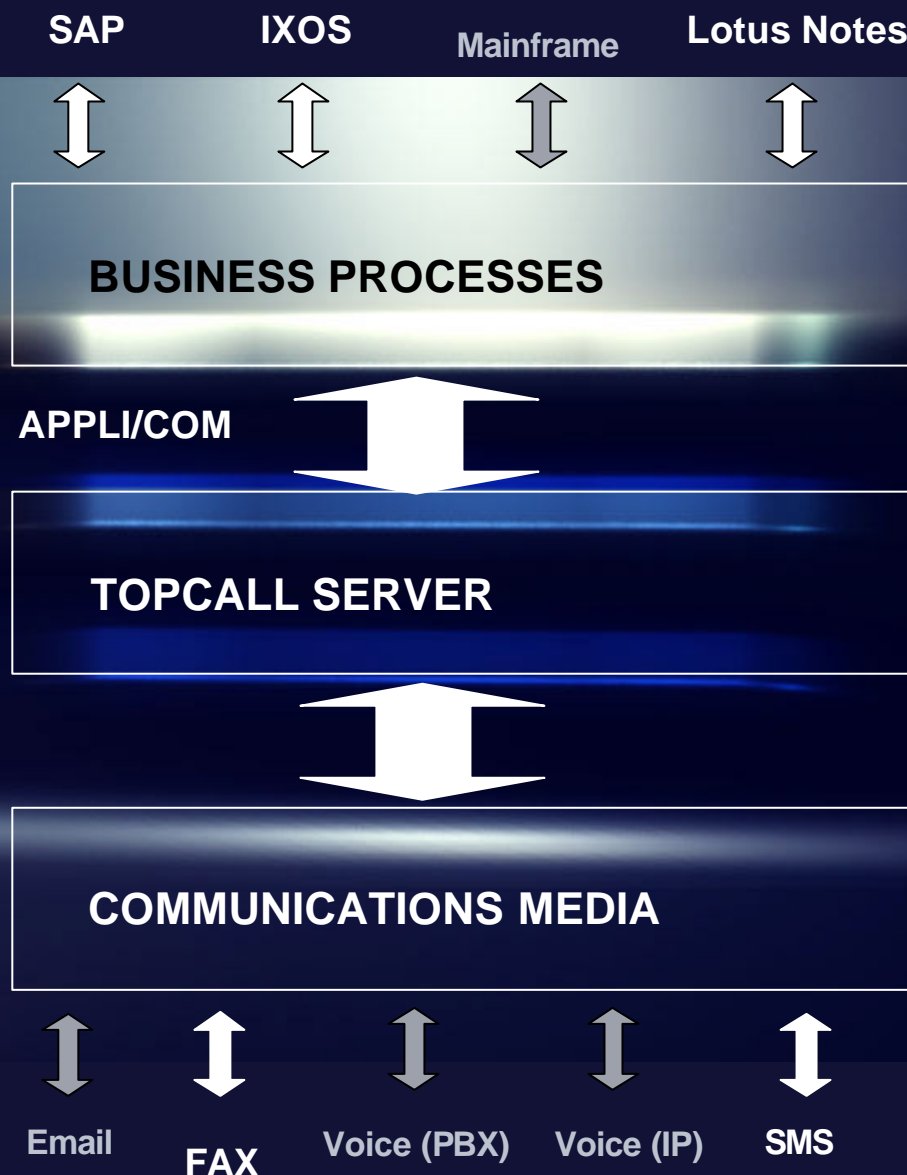 SAP
IXOS
Mainframe
Lotus Notes
BUSINESS PROCESSES
APPLI/COM
TOPCALL SERVER
COMMUNICATIONS MEDIA
Email
FAX
Voice (PBX)
Voice (IP)
SMS